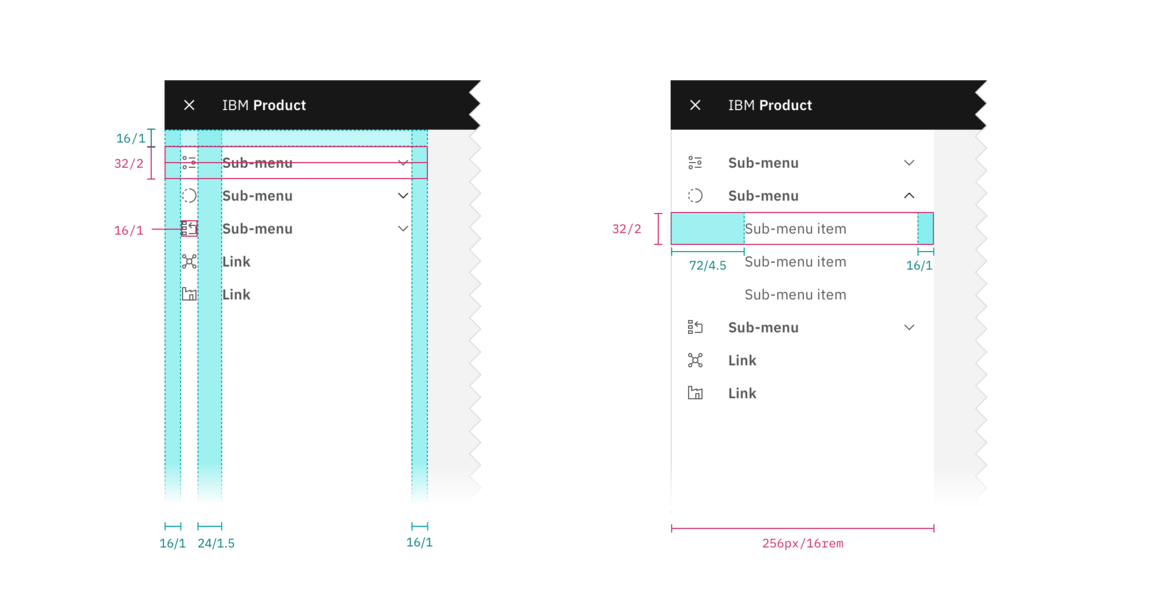 IBM Product
16/1
32/2
Sub-menu
Sub-menu
16/1
Sub-menu
Link
Link
16/1
24/1.5
16/1
IBM Product
Sub-menu
Sub-menu
32/2
Sub-menu item
72/4.5
Sub-menu item
16/1
Sub-menu item
Sub-menu
Link
Link
256px/16rem